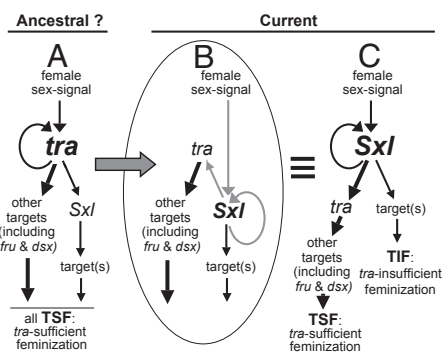 Ancestral ?
Current
A
female
sex-signal
tra
other
targets
(including
fru & dsx)
Sxl
target(s)
all TSF:
tra-sufficient
feminization
B
female
sex-signal
tra
other
targets
(including
fru & dsx)
Sxl
target(s)
≡
C
female
sex-signal
Sxl
tra
other
targets
(including
fru & dsx)
TSF:
tra-sufficient
feminization
target(s)
TIF:
tra-insufficient
feminization